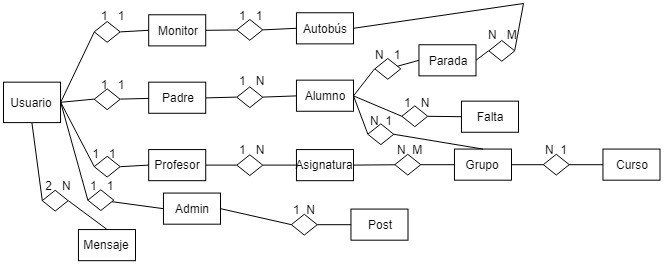 1 1
Monitor
1 1
Autobús
N M
N 1
Parada
Usuario
1 1
Padre
1 N
Alumno
1 N
Falta
N 1
1 1
Profesor
1 N
Asignatura
N M
Grupo
N 1
Curso
2 N
1 1
Admin
1 N
Post
Mensaje